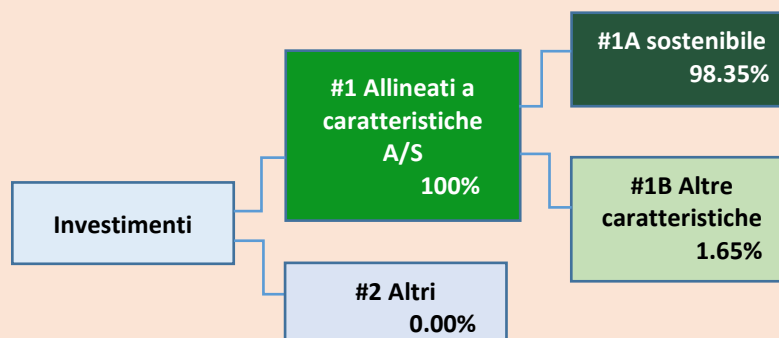 Investimenti
#1 Allineati a
caratteristiche
A/S
100%
#2 Altri
0.00%
#1A sostenibile
98.35%
#1B Altre
caratteristiche
1.65%